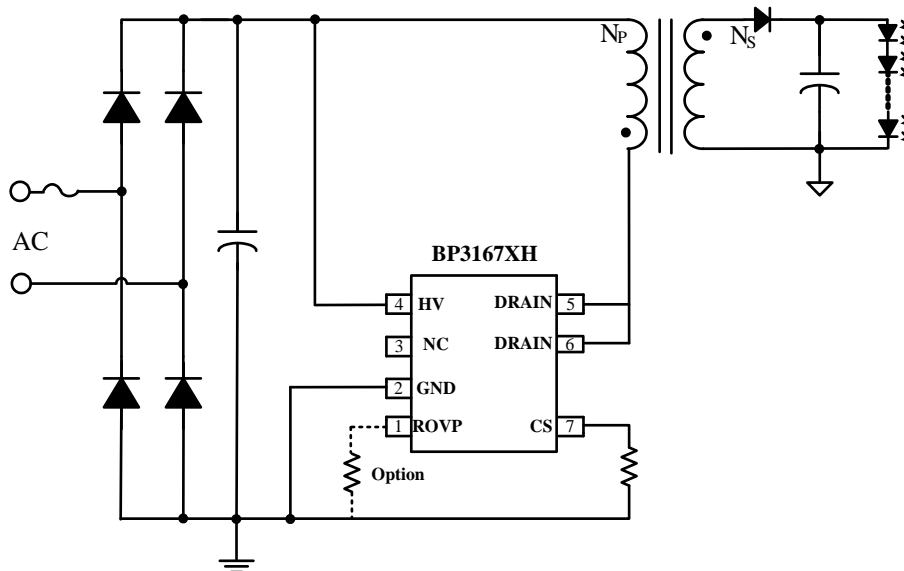 NP
NS
AC
BP3167XH
4 HV
DRAIN 5
3 NC
DRAIN 6
2 GND
1 ROVP
CS 7
Option